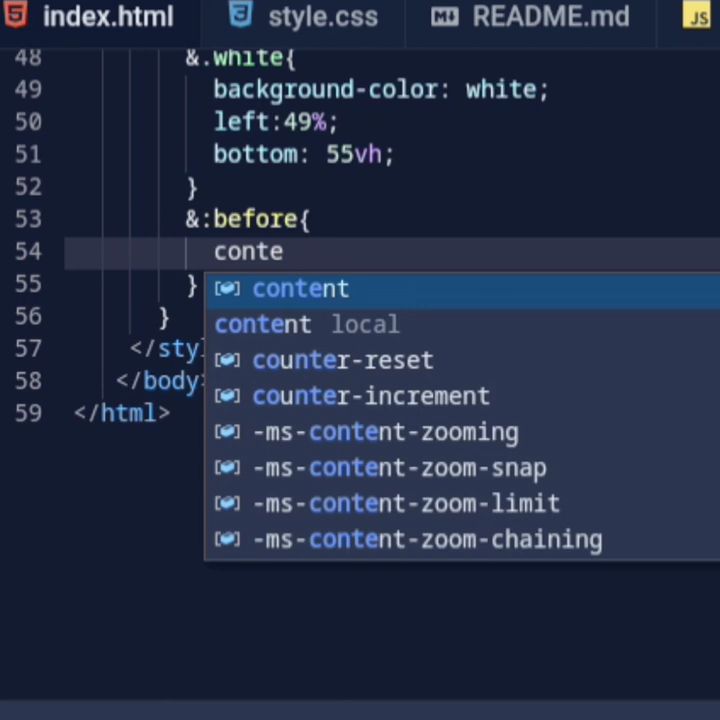 index.html style.css README.md JS
48 &.white{
49 background-color: white;
50 left:49%;
51 bottom: 55vh;
52 }
53 &:before{
54 conte
55 }
content
56 }
content local
57 </sty
counter-reset
58 </body>
counter-increment
59 </html>
-ms-content-zooming
-ms-content-zoom-snap
-ms-content-zoom-limit
-ms-content-zoom-chaining